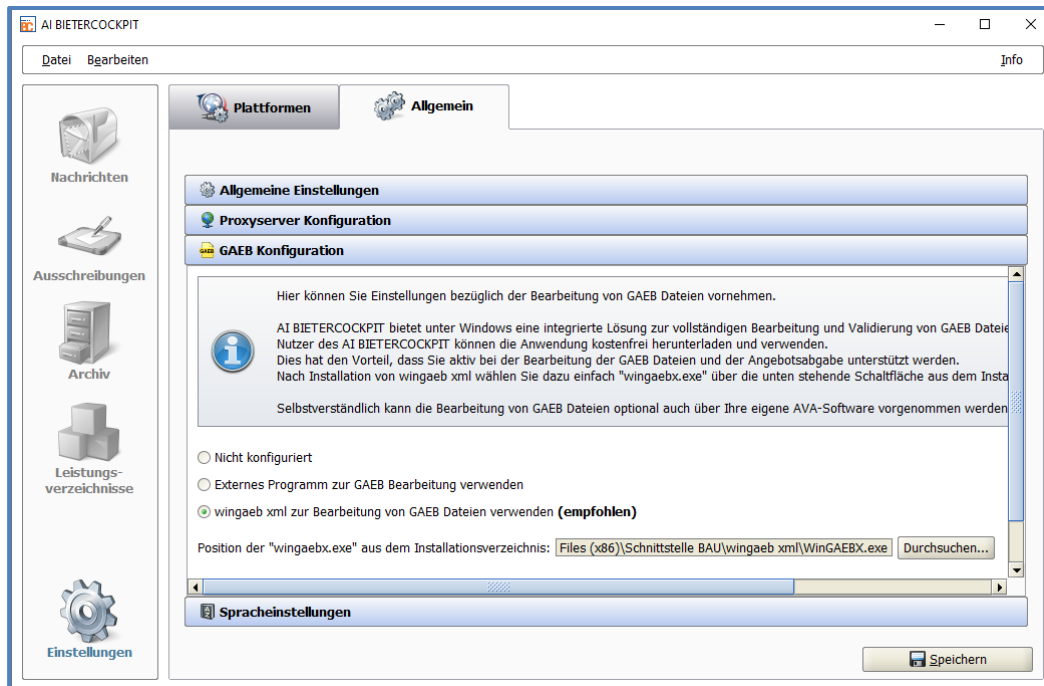 AI BIETERCOCKPIT
Datei Bearbeiten Info
Nachrichten
Ausschreibungen
Archiv
Leistungs-
verzeichnisse
Einstellungen
Plattformen Allgemein
Allgemeine Einstellungen
Proxyserver Konfiguration
GAEB GAEB Konfiguration
Hier können Sie Einstellungen bezüglich der Bearbeitung von GAEB Dateien vornehmen.
AI BIETERCOCKPIT bietet unter Windows eine integrierte Lösung zur vollständigen Bearbeitung und Validierung von GAEB Dateie
Nutzer des AI BIETERCOCKPIT können die Anwendung kostenfrei herunterladen und verwenden.
Dies hat den Vorteil, dass Sie aktiv bei der Bearbeitung der GAEB Dateien und der Angebotsabgabe unterstützt werden.
Nach Installation von wingaeb xml wählen Sie dazu einfach "wingaebx.exe" über die unten stehende Schaltfläche aus dem Insta
Selbstverständlich kann die Bearbeitung von GAEB Dateien optional auch über Ihre eigene AVA-Software vorgenommen werden
Nicht konfiguriert
Externes Programm zur GAEB Bearbeitung verwenden
wingaeb xml zur Bearbeitung von GAEB Dateien verwenden (empfohlen)
Position der "wingaebx.exe" aus dem Installationsverzeichnis: Files (x86)\Schnittstelle BAU\wingaeb xml\WinGAEBX.exe Durchsuchen...
Spracheinstellungen
Speichern